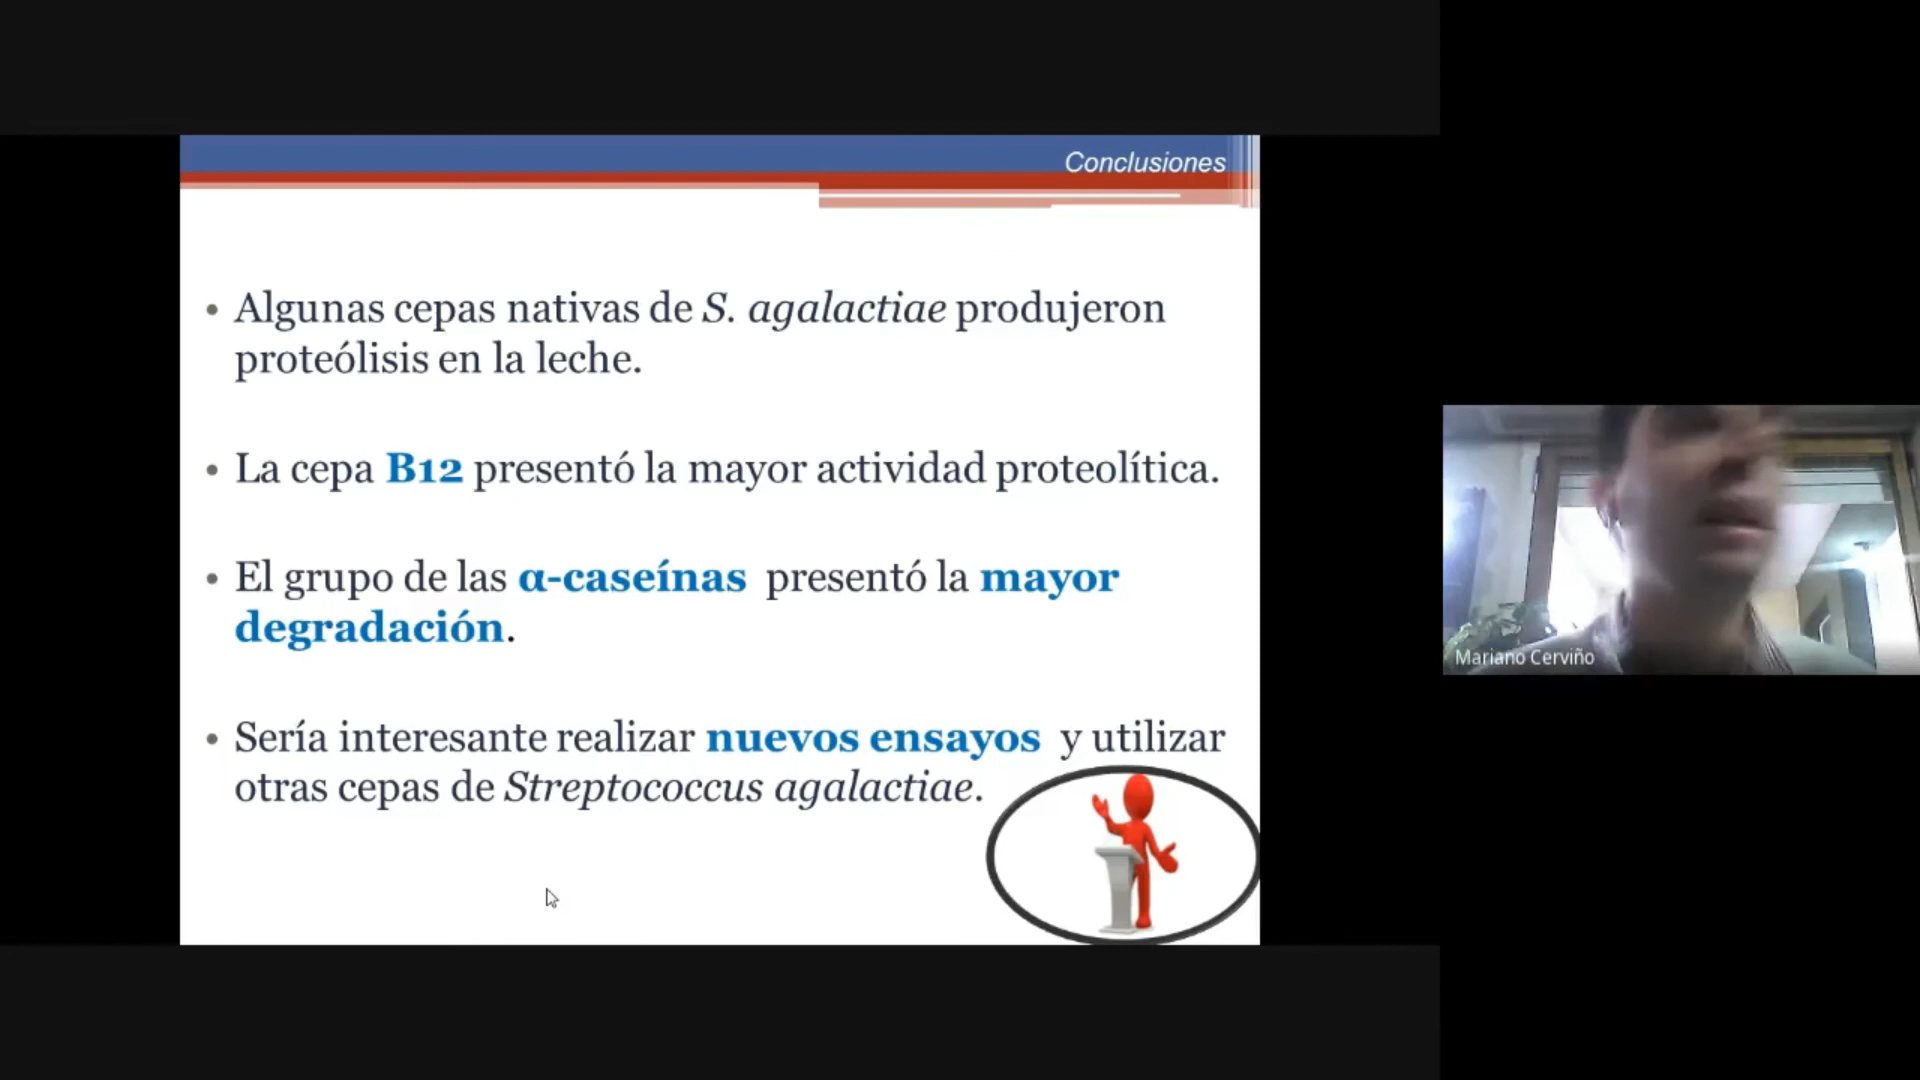 Conclusiones
• Algunas cepas nativas de S. agalactiae produjeron
proteólisis en la leche.
• La cepa B12 presentó la mayor actividad proteolítica.
• El grupo de las α-caseínas presentó la mayor
degradación.
• Sería interesante realizar nuevos ensayos y utilizar
otras cepas de Streptococcus agalactiae.
Mariano Cerviño